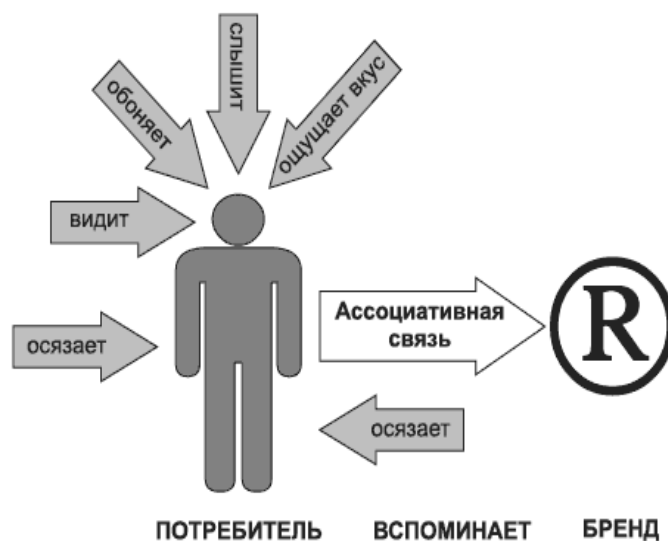 слышит
обоняет
ощущает вкус
видит
Ассоциативная
связь
R
осязает
осязает
ПОТРЕБИТЕЛЬ ВСПОМИНАЕТ БРЕНД